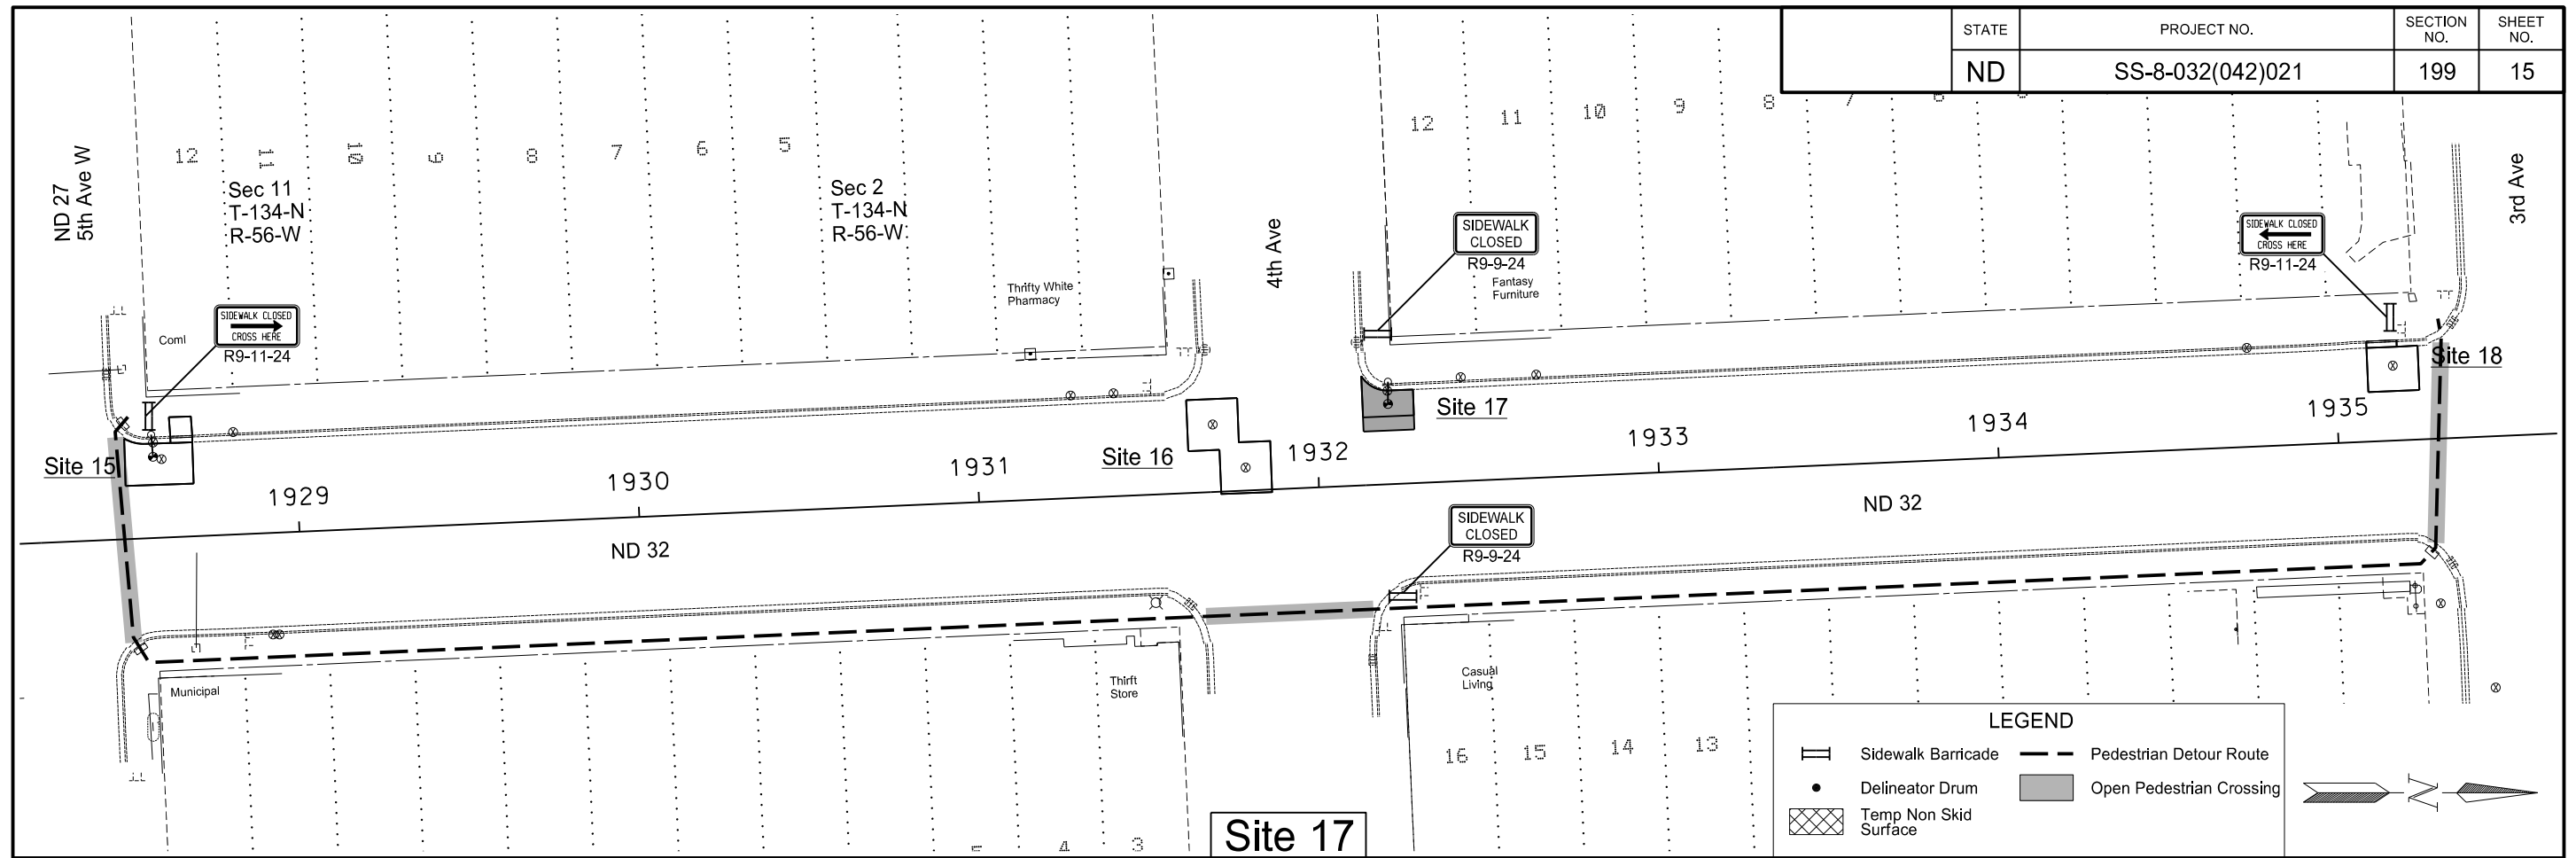 STATE
PROJECT NO.
SECTION NO.
SHEET NO.
ND
SS-8-032(042)021
199
15
ND 27
5th Ave W
12
11
10
9
8
7
6
5
Sec 11
T-134-N
R-56-W
Sec 2
T-134-N
R-56-W
4th Ave
12
11
10
9
8
3rd Ave
SIDEWALK CLOSED
CROSS HERE
R9-11-24
Coml
Thrifty White
Pharmacy
SIDEWALK
CLOSED
R9-9-24
Fantasy
Furniture
SIDEWALK CLOSED
CROSS HERE
R9-11-24
Site 15
Site 16
Site 17
Site 18
1929
1930
1931
1932
1933
1934
1935
ND 32
ND 32
SIDEWALK
CLOSED
R9-9-24
Municipal
Thirft
Store
Casual
Living
4
3
16
15
14
13
LEGEND
Sidewalk Barricade
Pedestrian Detour Route
Delineator Drum
Open Pedestrian Crossing
Temp Non Skid
Surface
N
Site 17